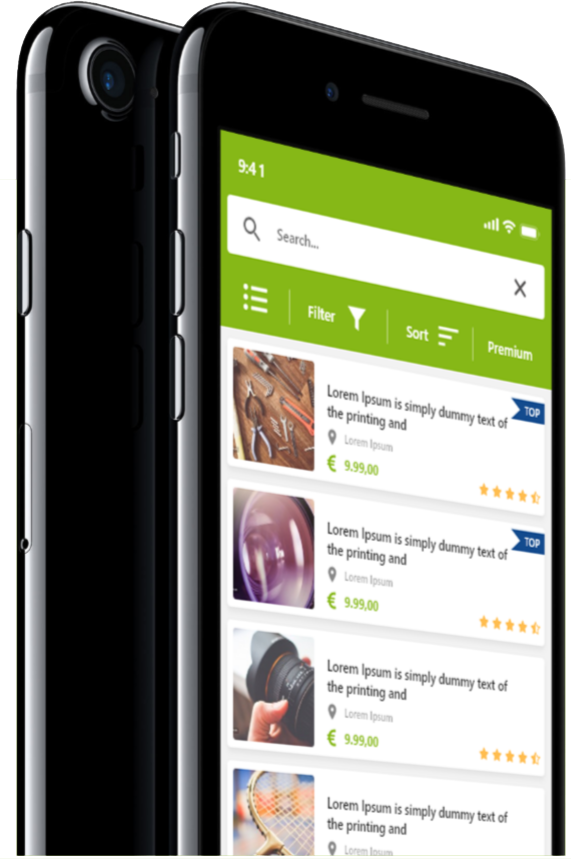 9:41
Search...
Filter
Sort
Premium
Lorem Ipsum is simply dummy text of
the printing and
TOP
Lorem Ipsum
€ 9.99,00
Lorem Ipsum is simply dummy text of
the printing and
TOP
Lorem Ipsum
€ 9.99,00
Lorem Ipsum is simply dummy text of
the printing and
Lorem Ipsum
€ 9.99,00
Lorem Ipsum is simply dummy text of
the printing and
Lorem Ipsum